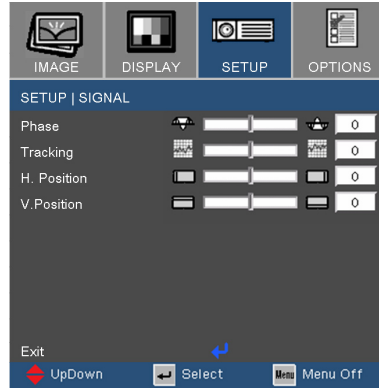 IMAGE DISPLAY SETUP OPTIONS
SETUP | SIGNAL
Phase 0
Tracking 0
H. Position 0
V.Position 0
Exit
UpDown Select Menu Menu Off